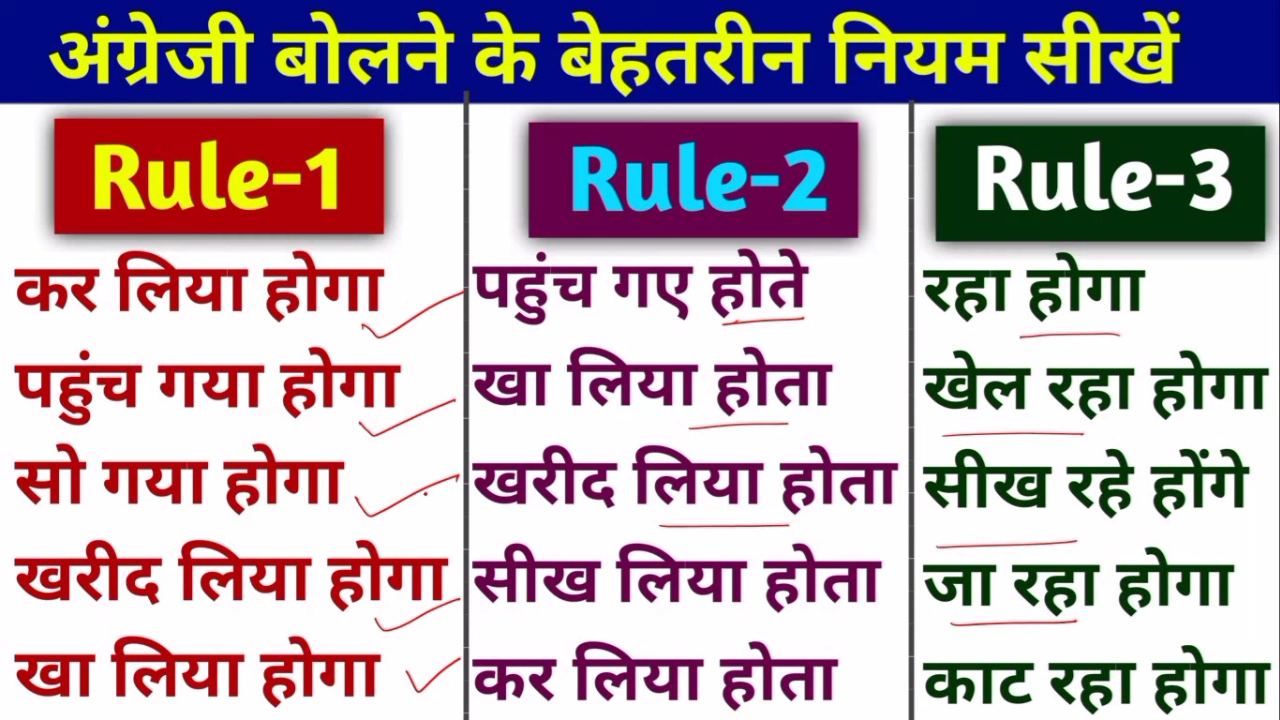 अंग्रेजी बोलने के बेहतरीन नियम सीखें
Rule-1
कर लिया होगा
पहुंच गया होगा
सो गया होगा
खरीद लिया होगा
खा लिया होगा
Rule-2
पहुंच गए होते
खा लिया होता
खरीद लिया होता
सीख लिया होता
कर लिया होता
Rule-3
रहा होगा
खेल रहा होगा
सीख रहे होंगे
जा रहा होगा
काट रहा होगा